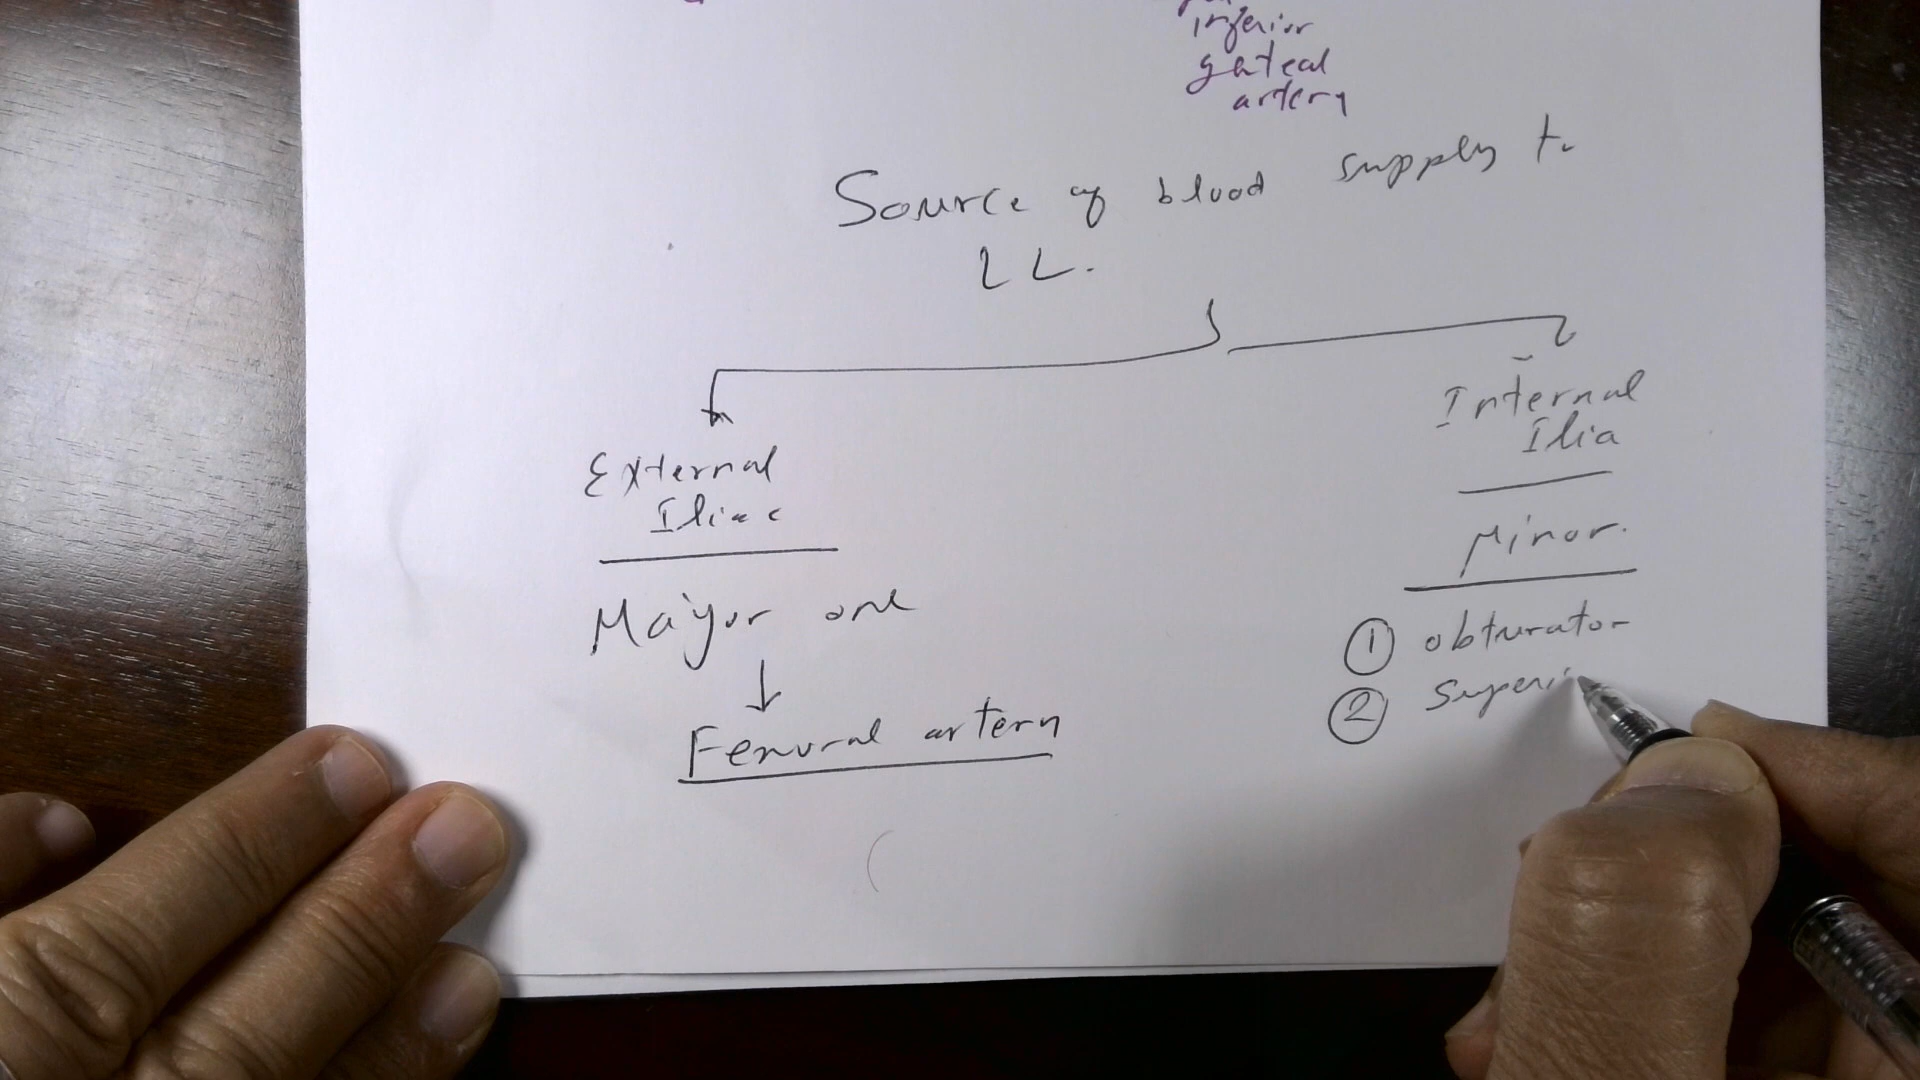 inferior
gluteal
artery
Source of blood supply to
LL.
External
Iliac
Major one
Femoral artery
Internal
Ilia
Minor.
① obturator
② Superi